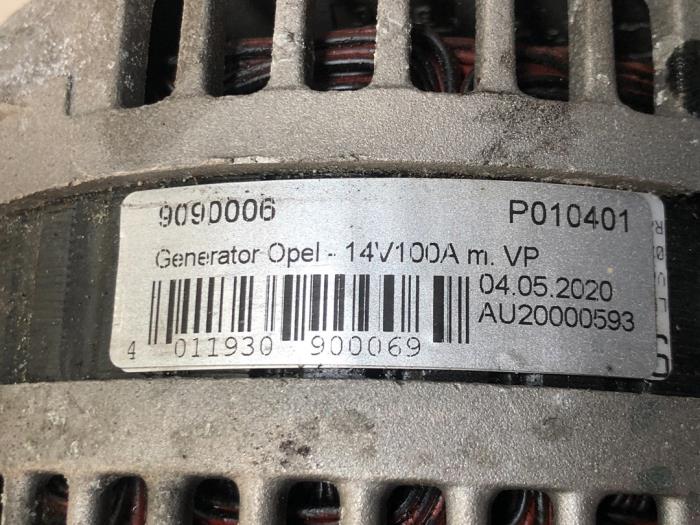 9090006 P010401
Generator Opel - 14V100A m. VP
04.05.2020
AU20000593
4 011930 900069